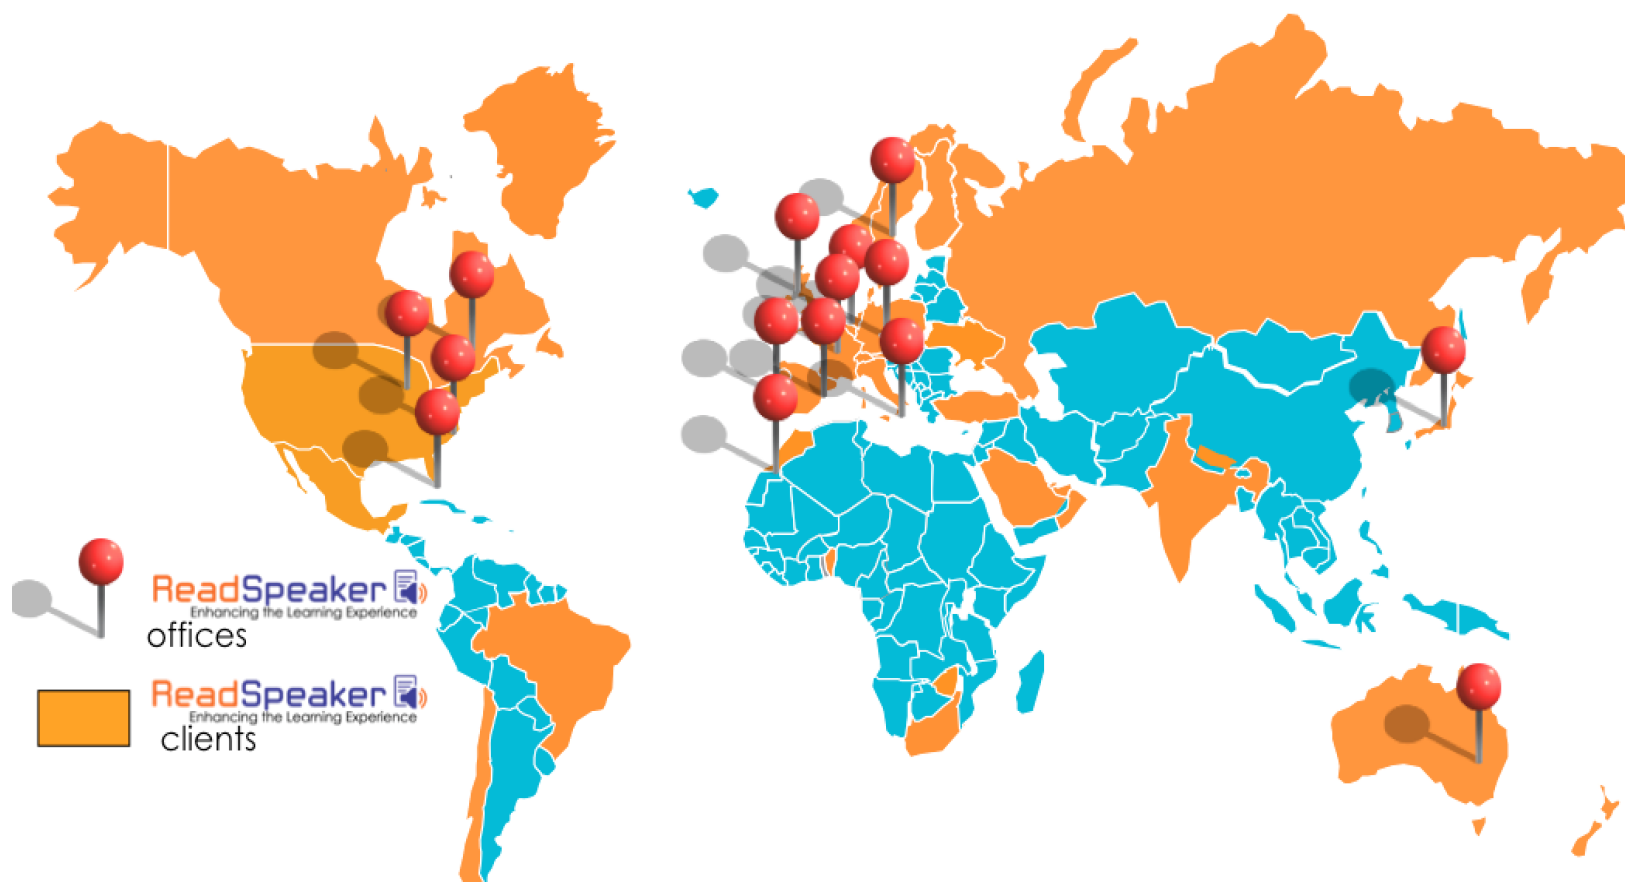 ReadSpeaker
Enhancing the Learning Experience
offices
ReadSpeaker
Enhancing the Learning Experience
clients